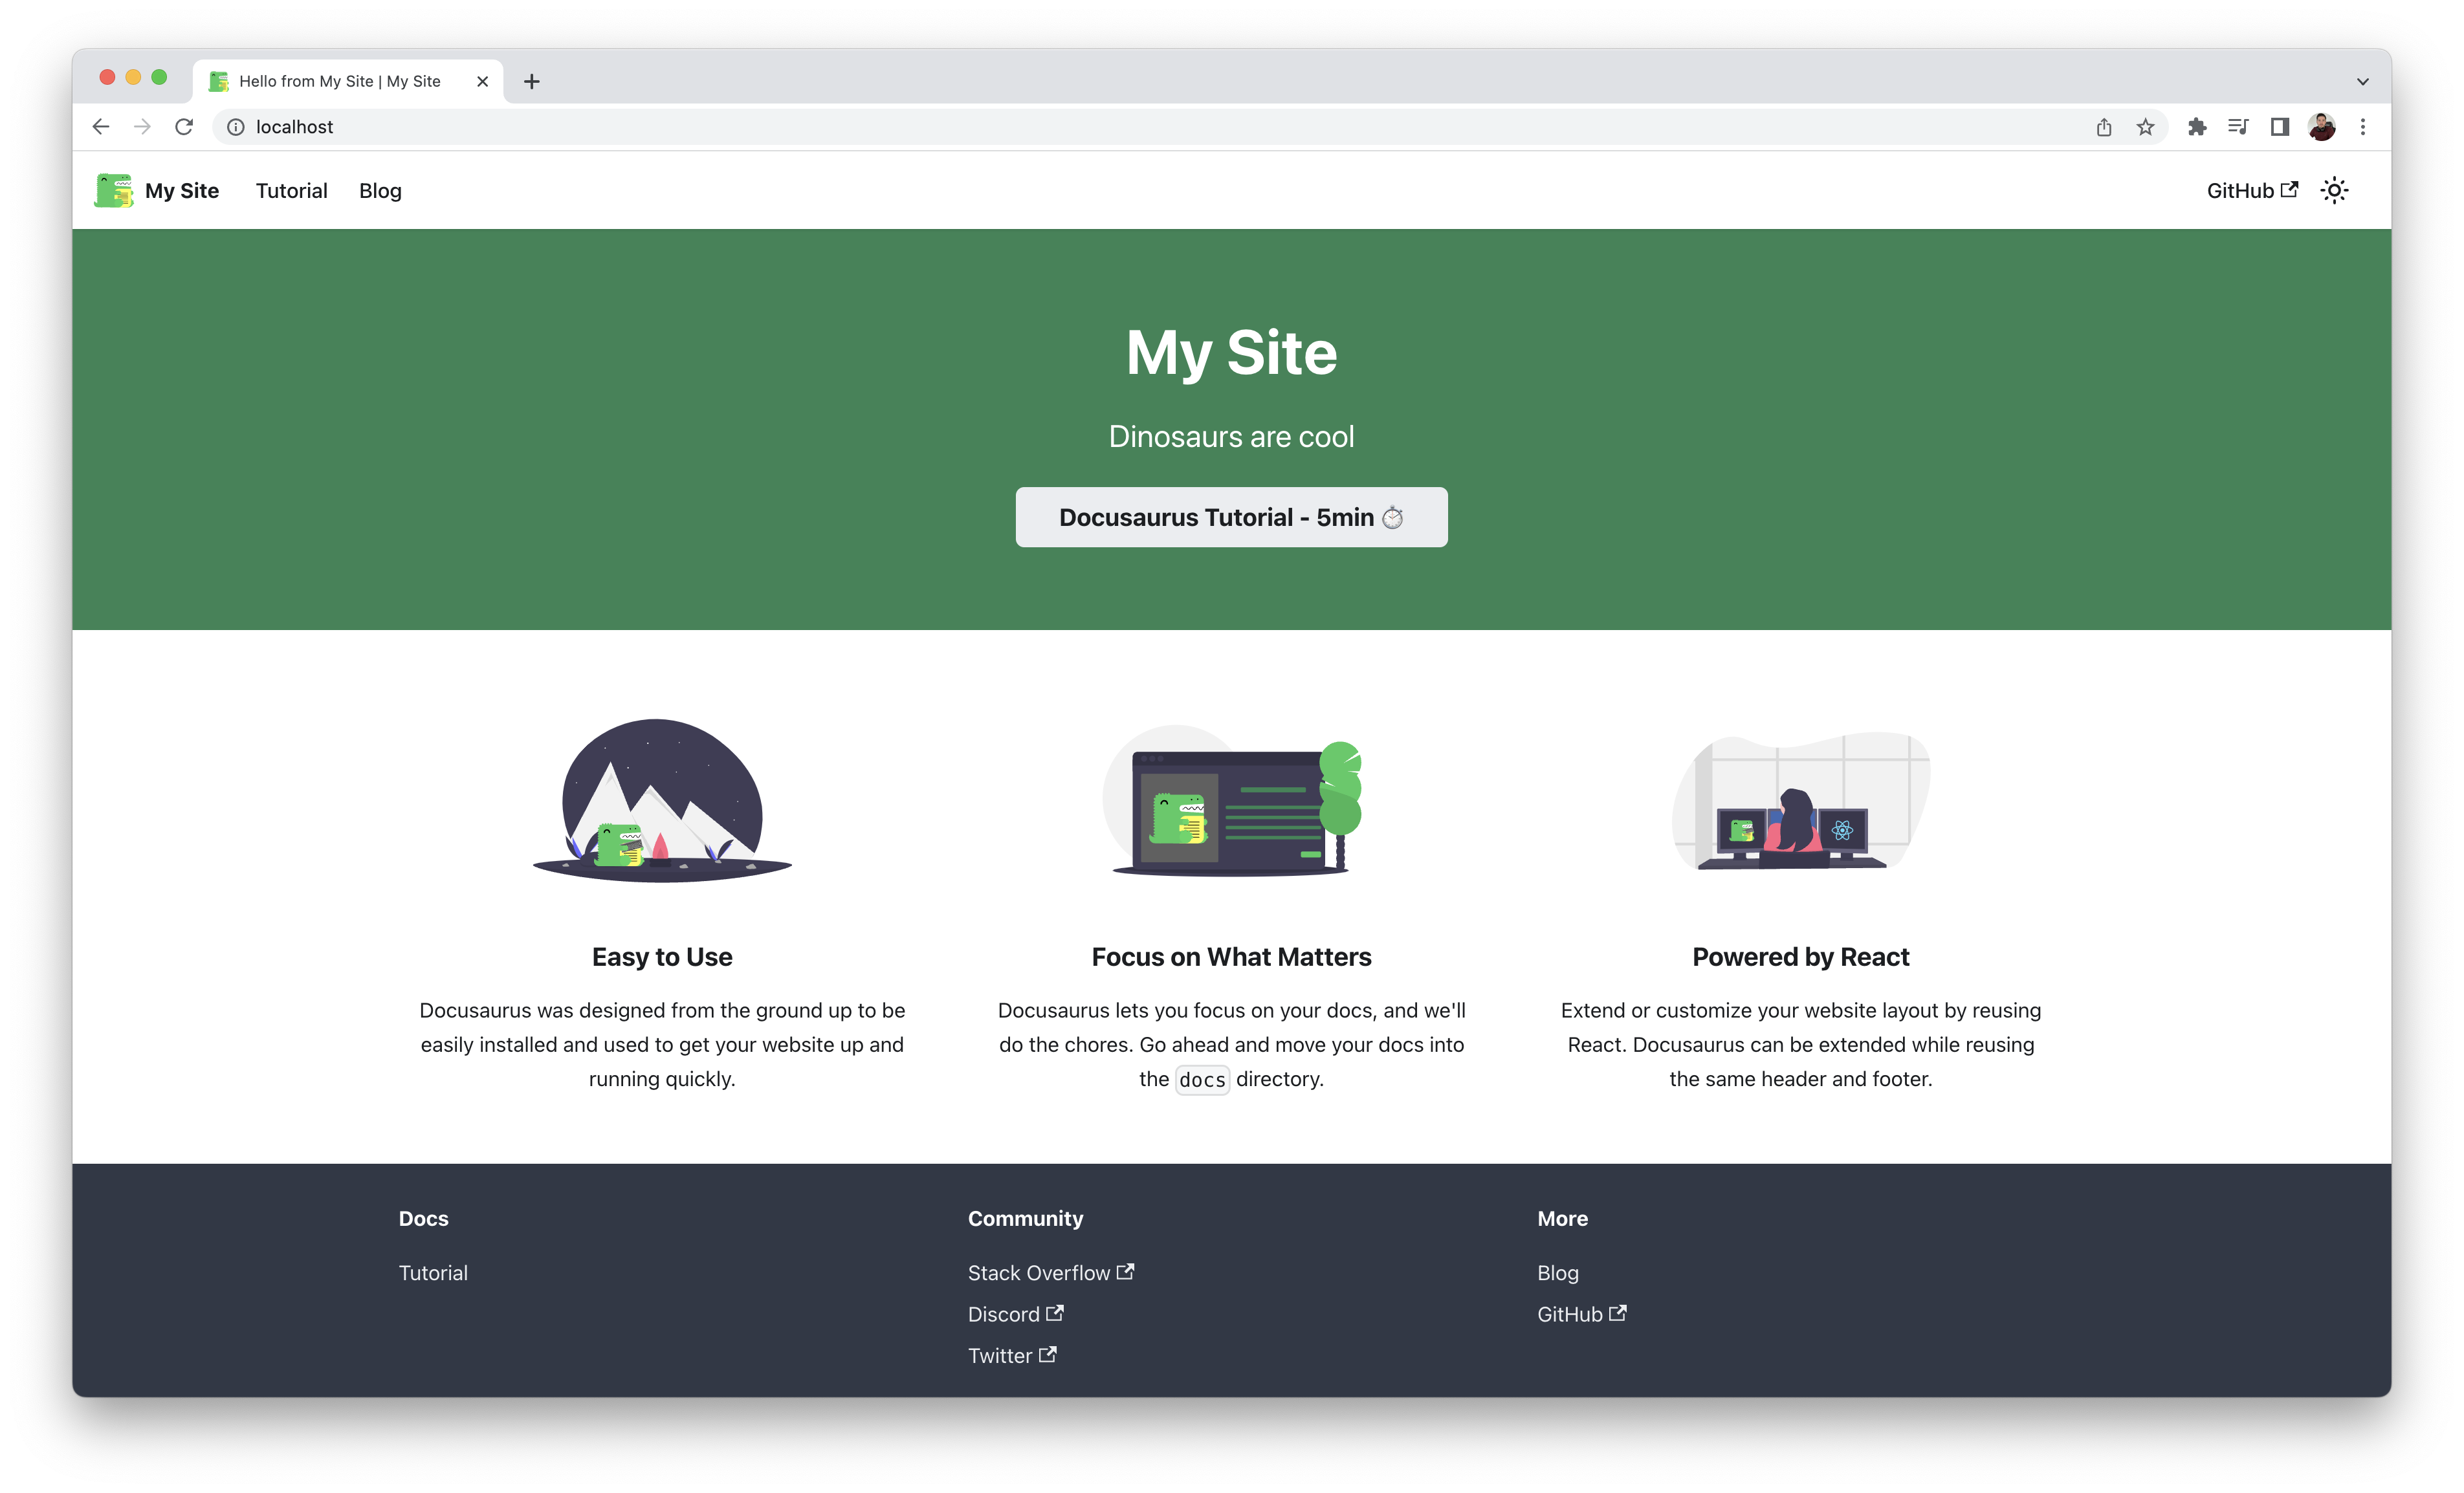 Hello from My Site | My Site
localhost
My Site
Tutorial
Blog
GitHub
My Site
Dinosaurs are cool
Docusaurus Tutorial - 5min ⏱️
Easy to Use
Docusaurus was designed from the ground up to be
easily installed and used to get your website up and
running quickly.
Focus on What Matters
Docusaurus lets you focus on your docs, and we'll
do the chores. Go ahead and move your docs into
the docs directory.
Powered by React
Extend or customize your website layout by reusing
React. Docusaurus can be extended while reusing
the same header and footer.
Docs
Tutorial
Community
Stack Overflow
Discord
Twitter
More
Blog
GitHub